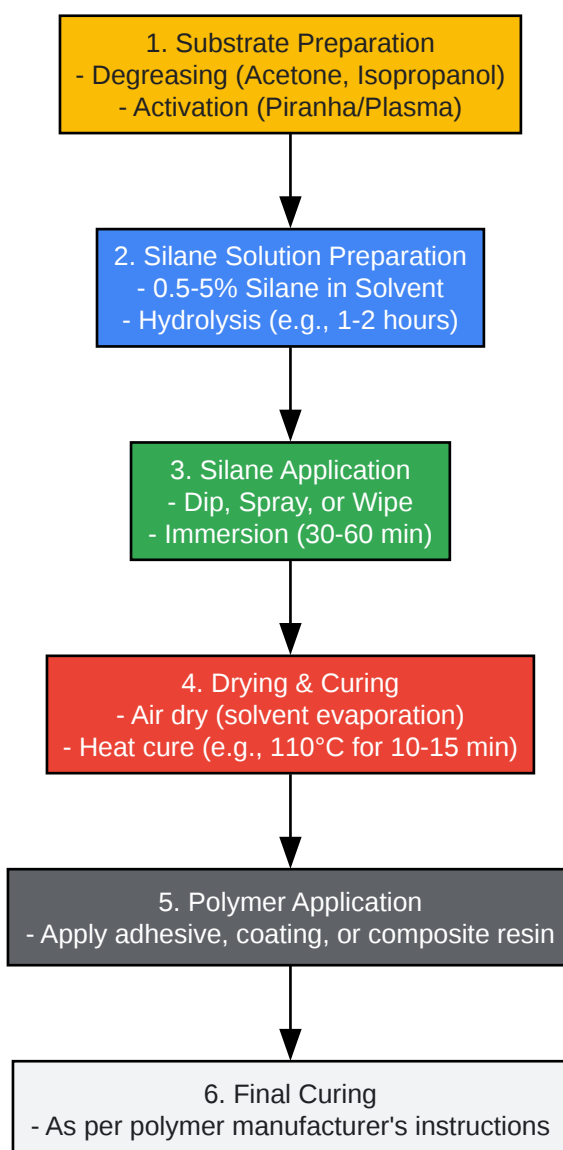 1. Substrate Preparation
- Degreasing (Acetone, Isopropanol)
- Activation (Piranha/Plasma)
2. Silane Solution Preparation
- 0.5-5% Silane in Solvent
- Hydrolysis (e.g., 1-2 hours)
3. Silane Application
- Dip, Spray, or Wipe
- Immersion (30-60 min)
4. Drying & Curing
- Air dry (solvent evaporation)
- Heat cure (e.g., 110°C for 10-15 min)
5. Polymer Application
- Apply adhesive, coating, or composite resin
6. Final Curing
- As per polymer manufacturer's instructions